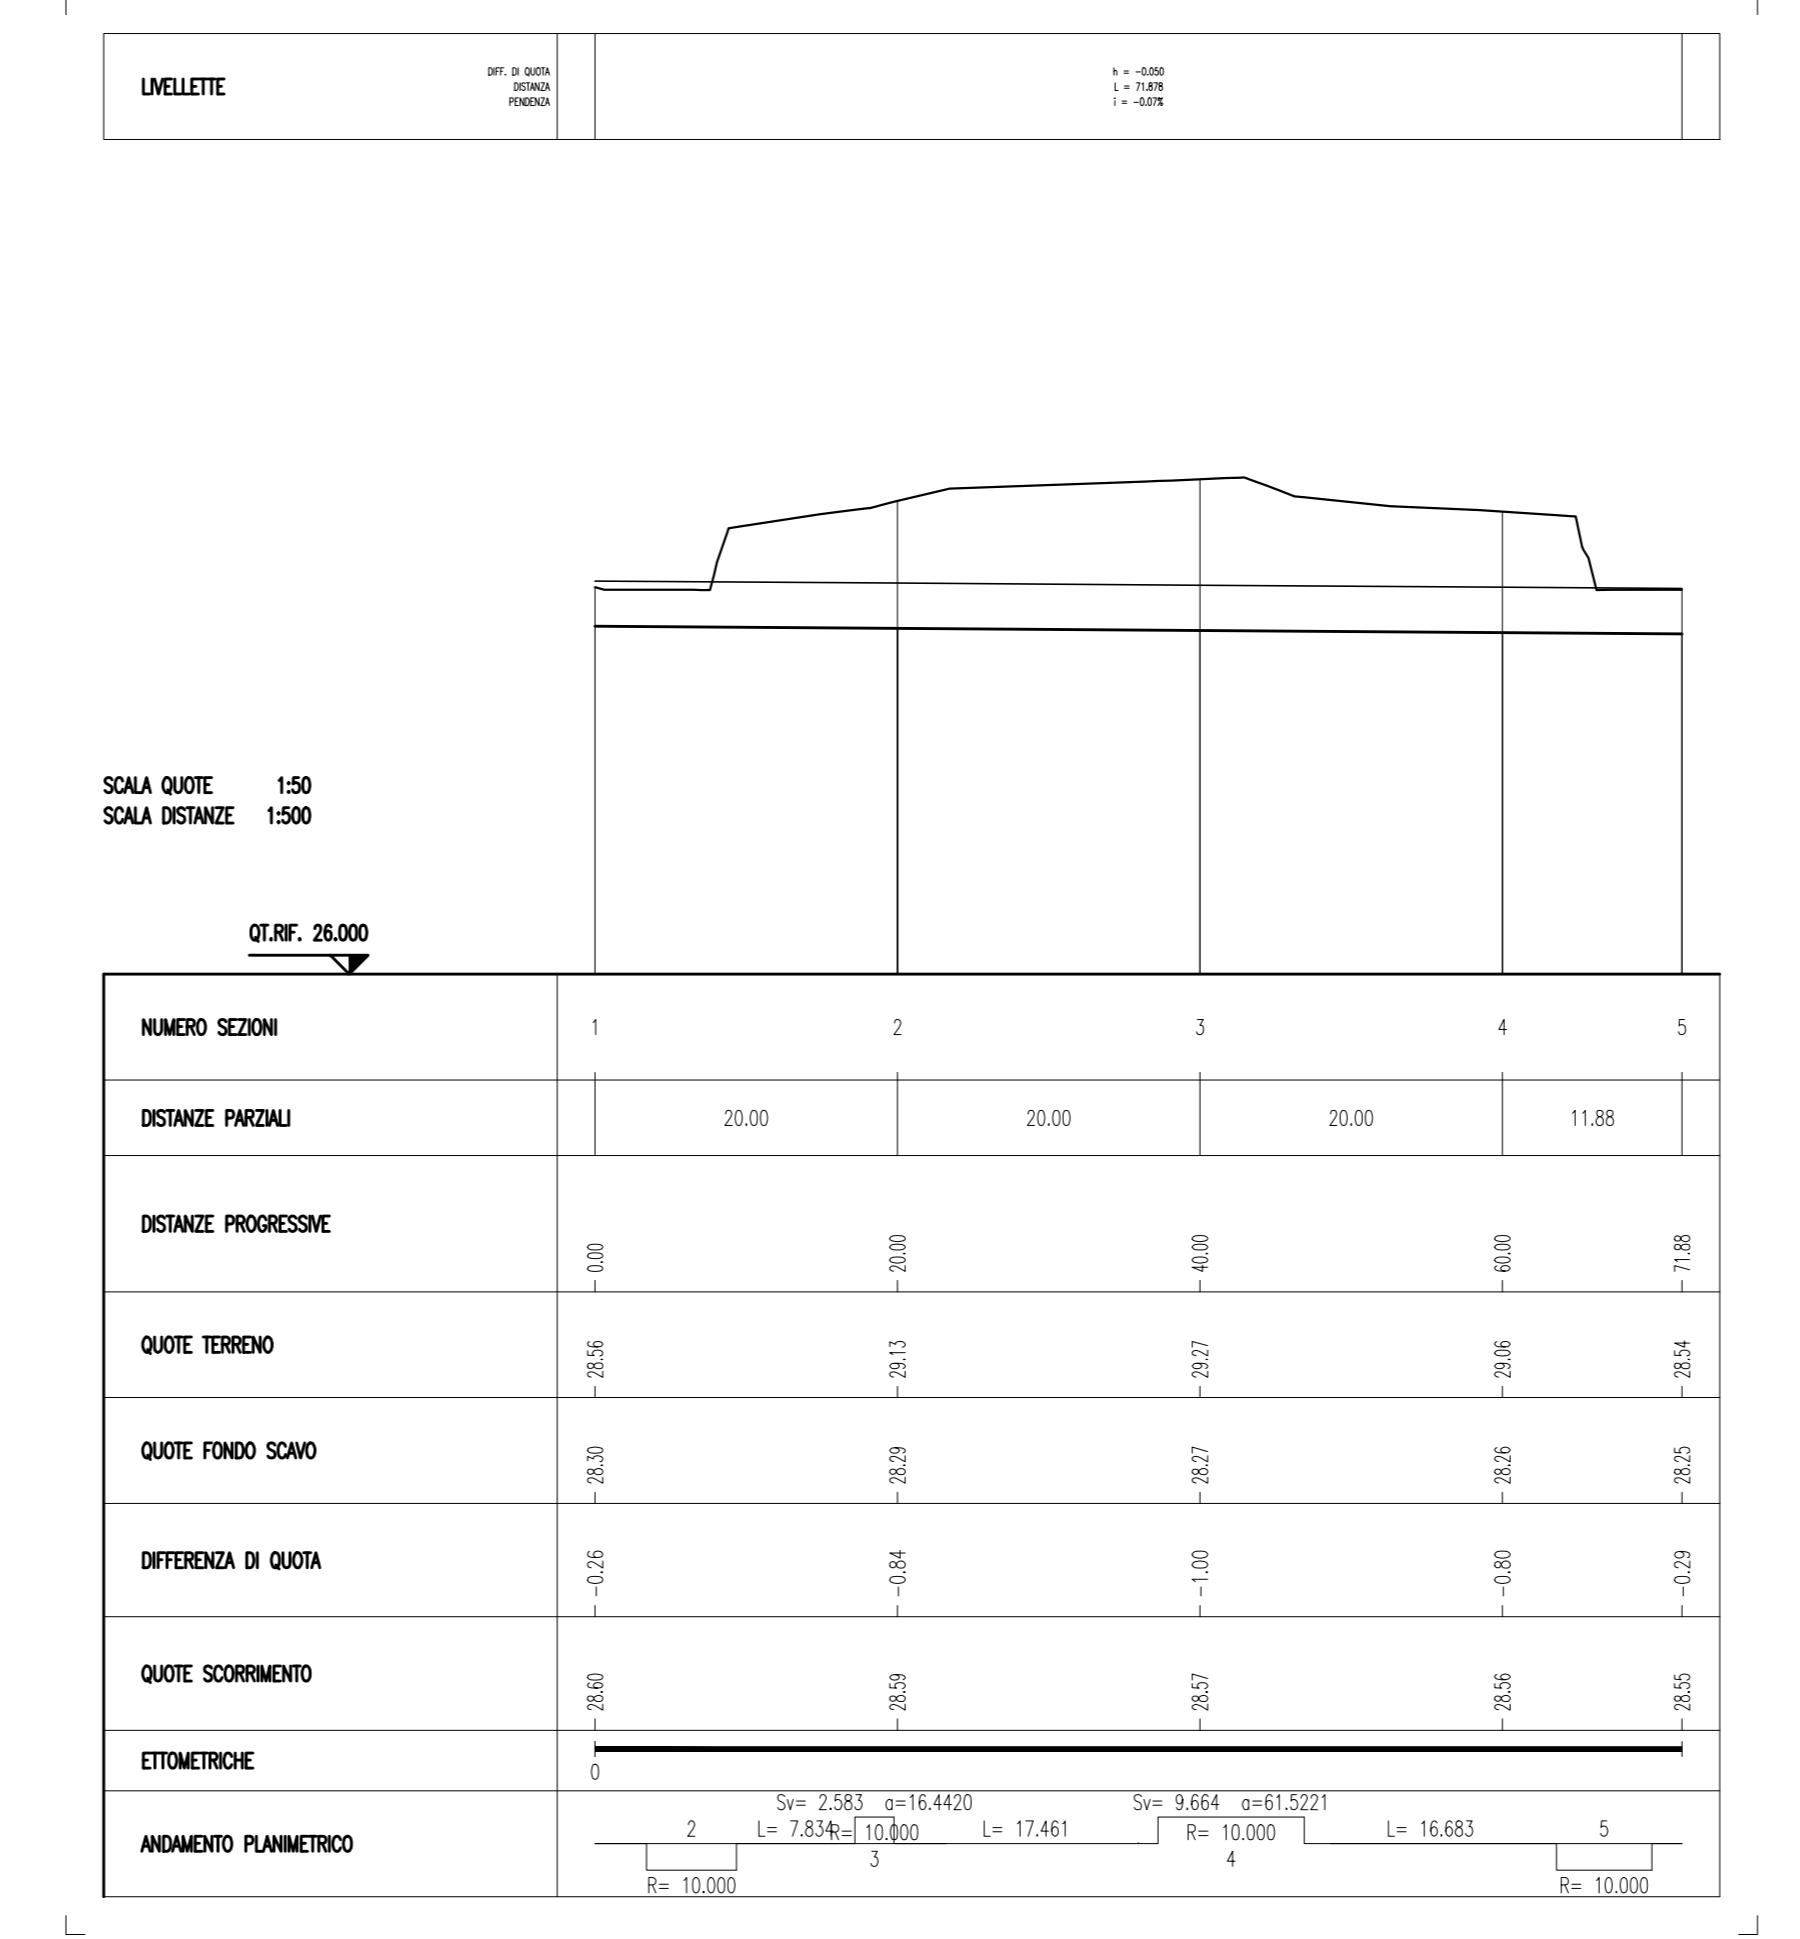 LIVELLETTE
DIFF. DI QUOTA
DISTANZA
PENDENZA
h = -0.050
L = 71.878
i = -0.07%
SCALA QUOTE 1:50
SCALA DISTANZE 1:500
QT.RIF. 26.000
NUMERO SEZIONI 1 2 3 4 5
DISTANZE PARZIALI 20.00 20.00 20.00 11.88
DISTANZE PROGRESSIVE 0.00 20.00 40.00 60.00 71.88
QUOTE TERRENO 28.56 29.13 29.27 29.06 28.54
QUOTE FONDO SCAVO 28.30 28.29 28.27 28.26 28.25
DIFFERENZA DI QUOTA -0.26 -0.84 -1.00 -0.80 -0.29
QUOTE SCORRIMENTO 28.60 28.59 28.57 28.56 28.55
ETTOMETRICHE
0
ANDAMENTO PLANIMETRICO
Sv= 2.583 a=16.4420 Sv= 9.664 a=61.5221
2 L= 7.834 R= 10.000 L= 17.461 R= 10.000 L= 16.683 5
3 4
R= 10.000 R= 10.000